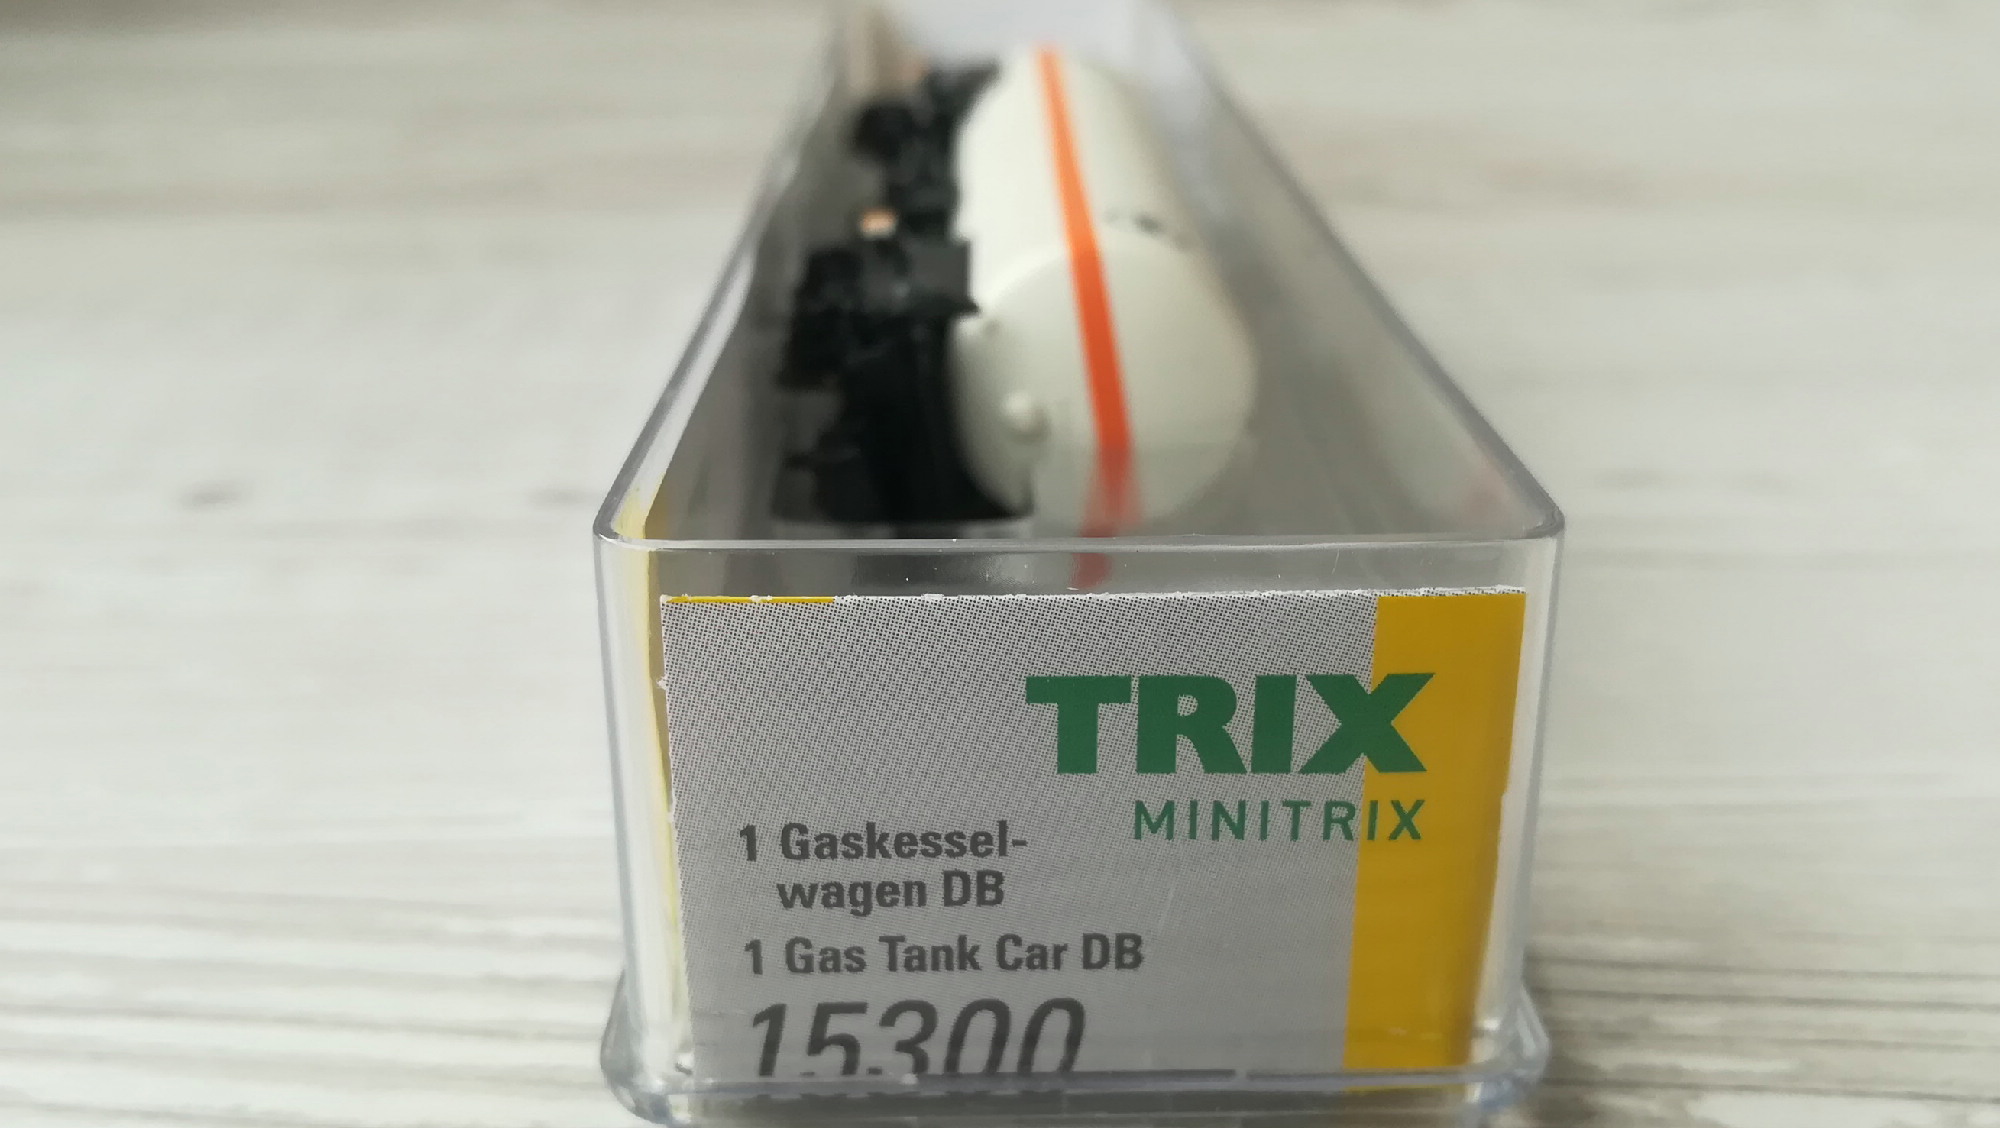 TRIX
MINITRIX
1 Gaskessel-
wagen DB
1 Gas Tank Car DB
15300